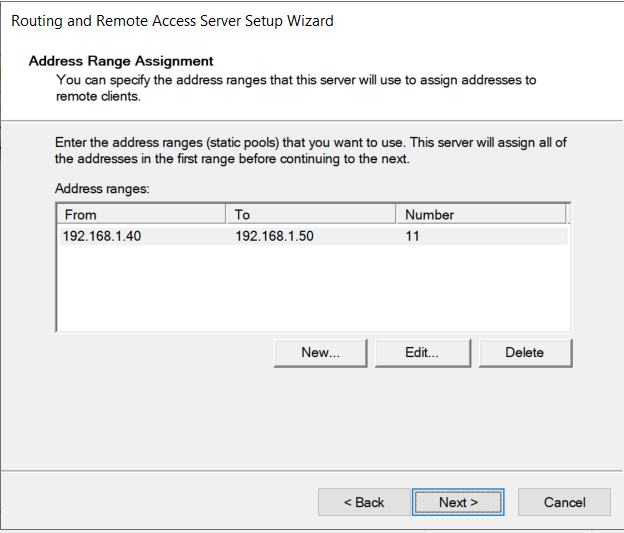 Routing and Remote Access Server Setup Wizard
Address Range Assignment
You can specify the address ranges that this server will use to assign addresses to
remote clients.
Enter the address ranges (static pools) that you want to use. This server will assign all of
the addresses in the first range before continuing to the next.
Address ranges:
From To Number
192.168.1.40 192.168.1.50 11
New... Edit... Delete
< Back Next > Cancel